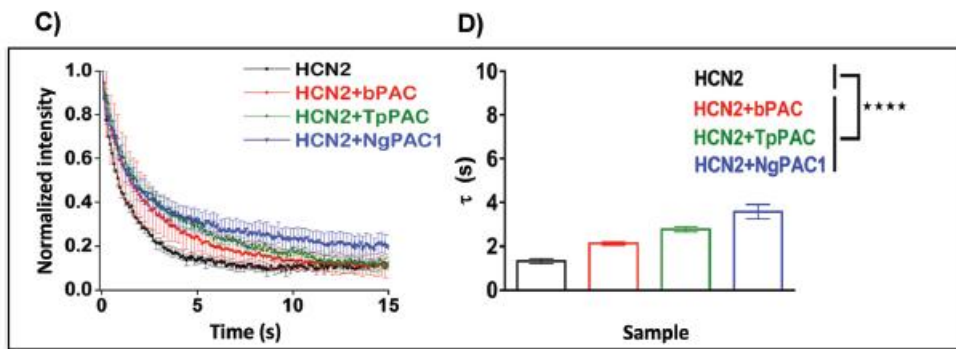 C)
Normalized intensity
1.0
0.8
0.6
0.4
0.2
0.0
0
5
10
15
Time (s)
HCN2
HCN2+bPAC
HCN2+TpPAC
HCN2+NgPAC1
D)
τ (s)
10
8
6
4
2
0
HCN2
HCN2+bPAC
HCN2+TpPAC
HCN2+NgPAC1
★★★★
Sample